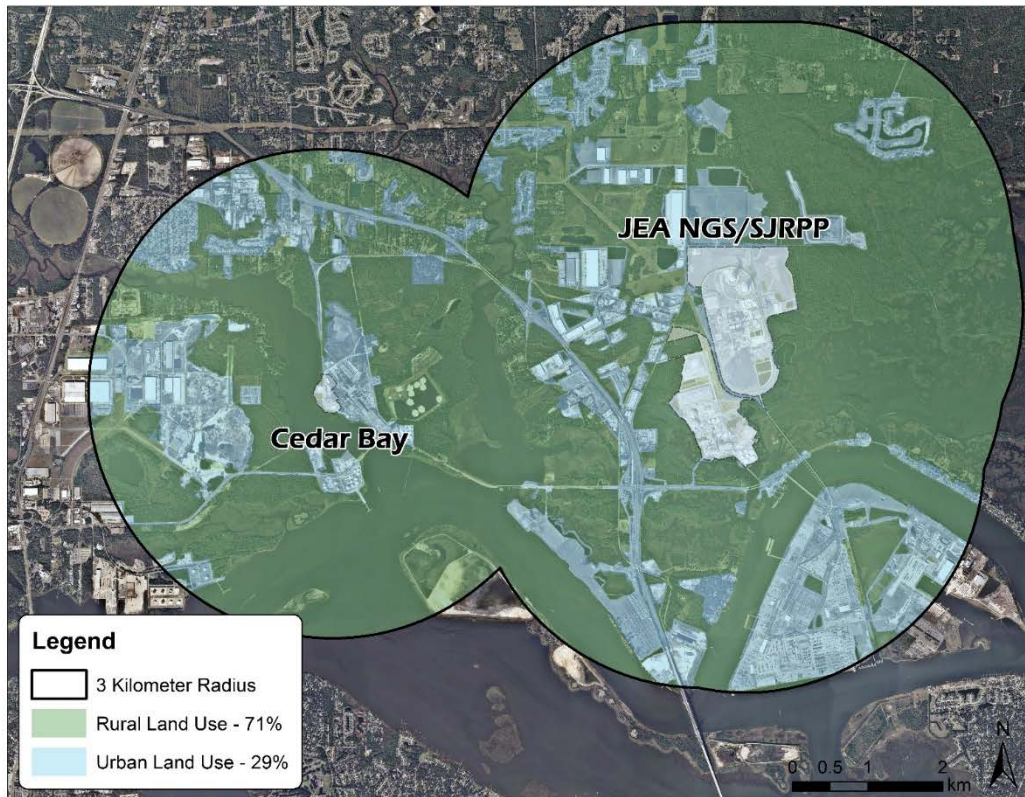 JEA NGS/SJRPP
Cedar Bay
Legend
3 Kilometer Radius
Rural Land Use - 71%
Urban Land Use - 29%
N
0 0.5 1 2
km